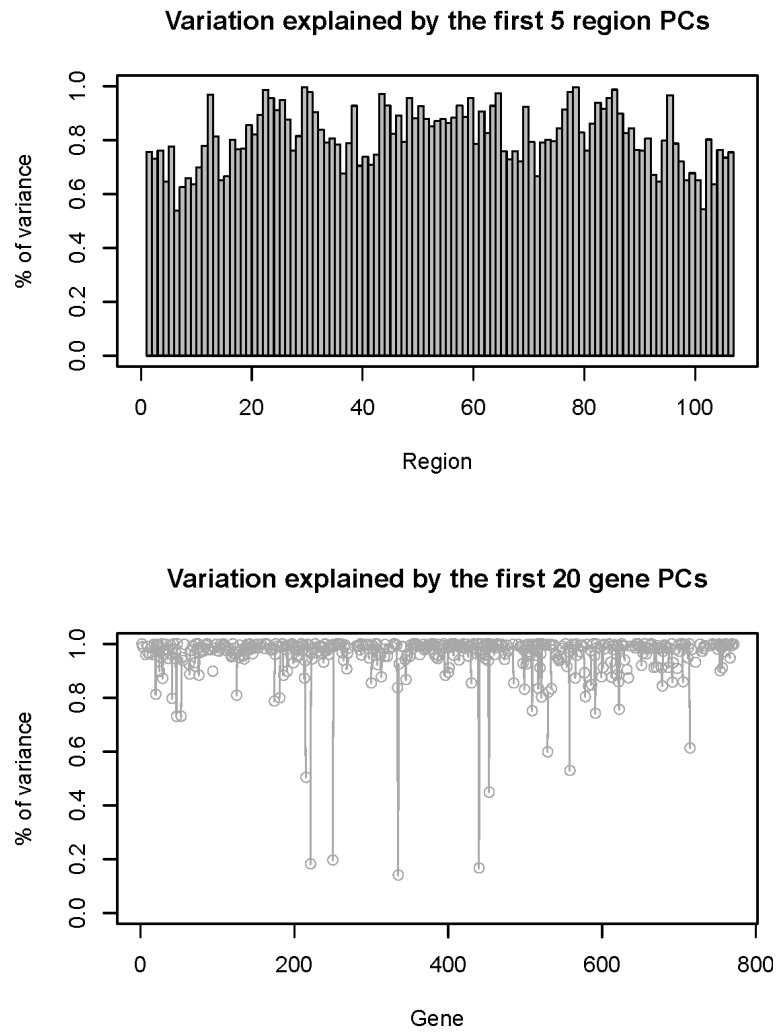 Variation explained by the first 5 region PCs
% of variance
1.0
0.8
0.6
0.4
0.2
0.0
0 20 40 60 80 100
Region
Variation explained by the first 20 gene PCs
% of variance
1.0
0.8
0.6
0.4
0.2
0.0
0 200 400 600 800
Gene